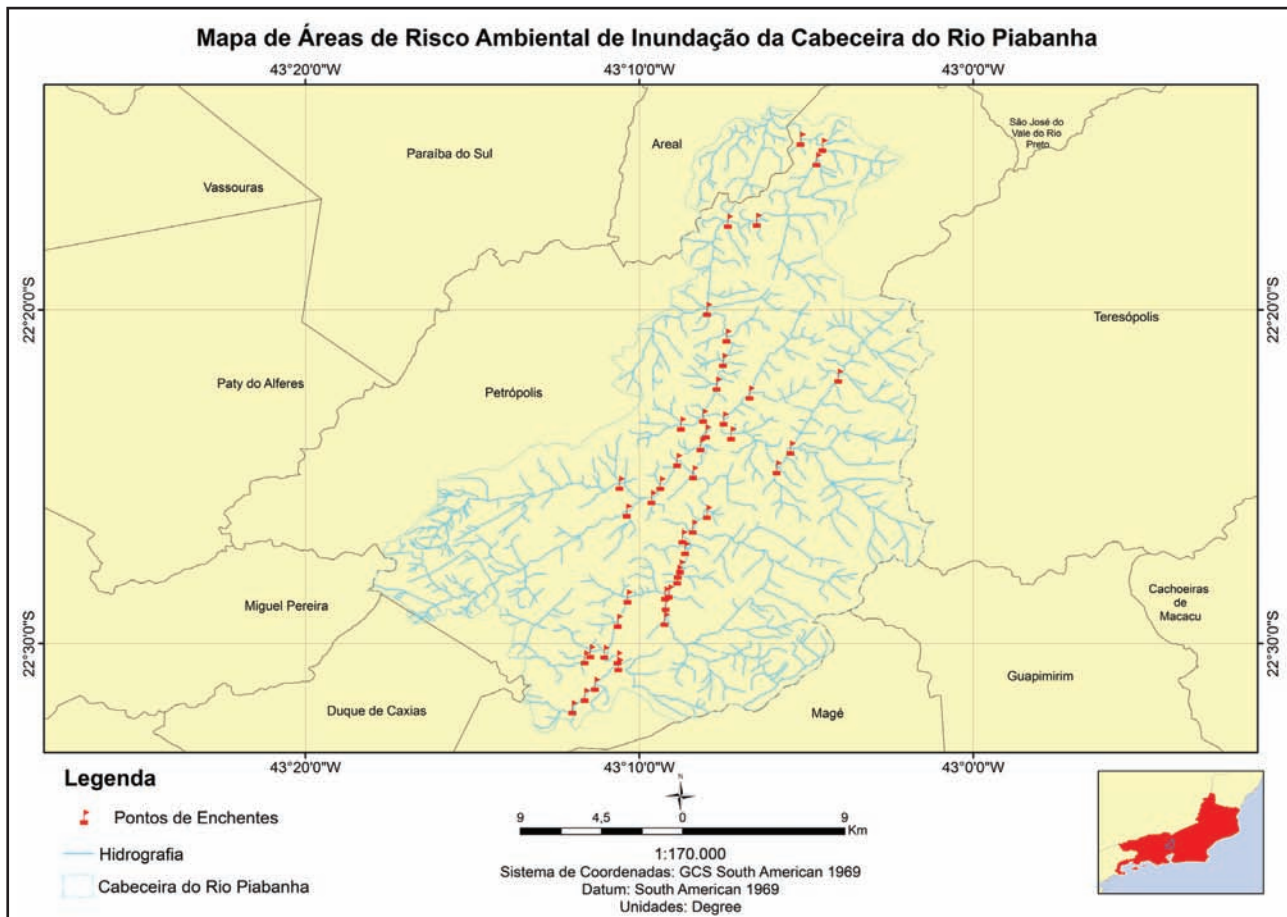 Mapa de Áreas de Risco Ambiental de Inundação da Cabeceira do Rio Piabanha
43°20'0"W
43°10'0"W
43°0'0"W
São José do
Vale do Rio
Preto
Areal
Paraíba do Sul
Vassouras
22°20'0"S
22°20'0"S
Teresópolis
Paty do Alferes
Petrópolis
Cachoeiras
de
Macacu
Miguel Pereira
22°30'0"S
22°30'0"S
Guapimirim
Duque de Caxias
Magé
43°20'0"W
43°10'0"W
43°0'0"W
Legenda
Pontos de Enchentes
Hidrografia
Cabeceira do Rio Piabanha
N
9 4,5 0 9
Km
1:170.000
Sistema de Coordenadas: GCS South American 1969
Datum: South American 1969
Unidades: Degree